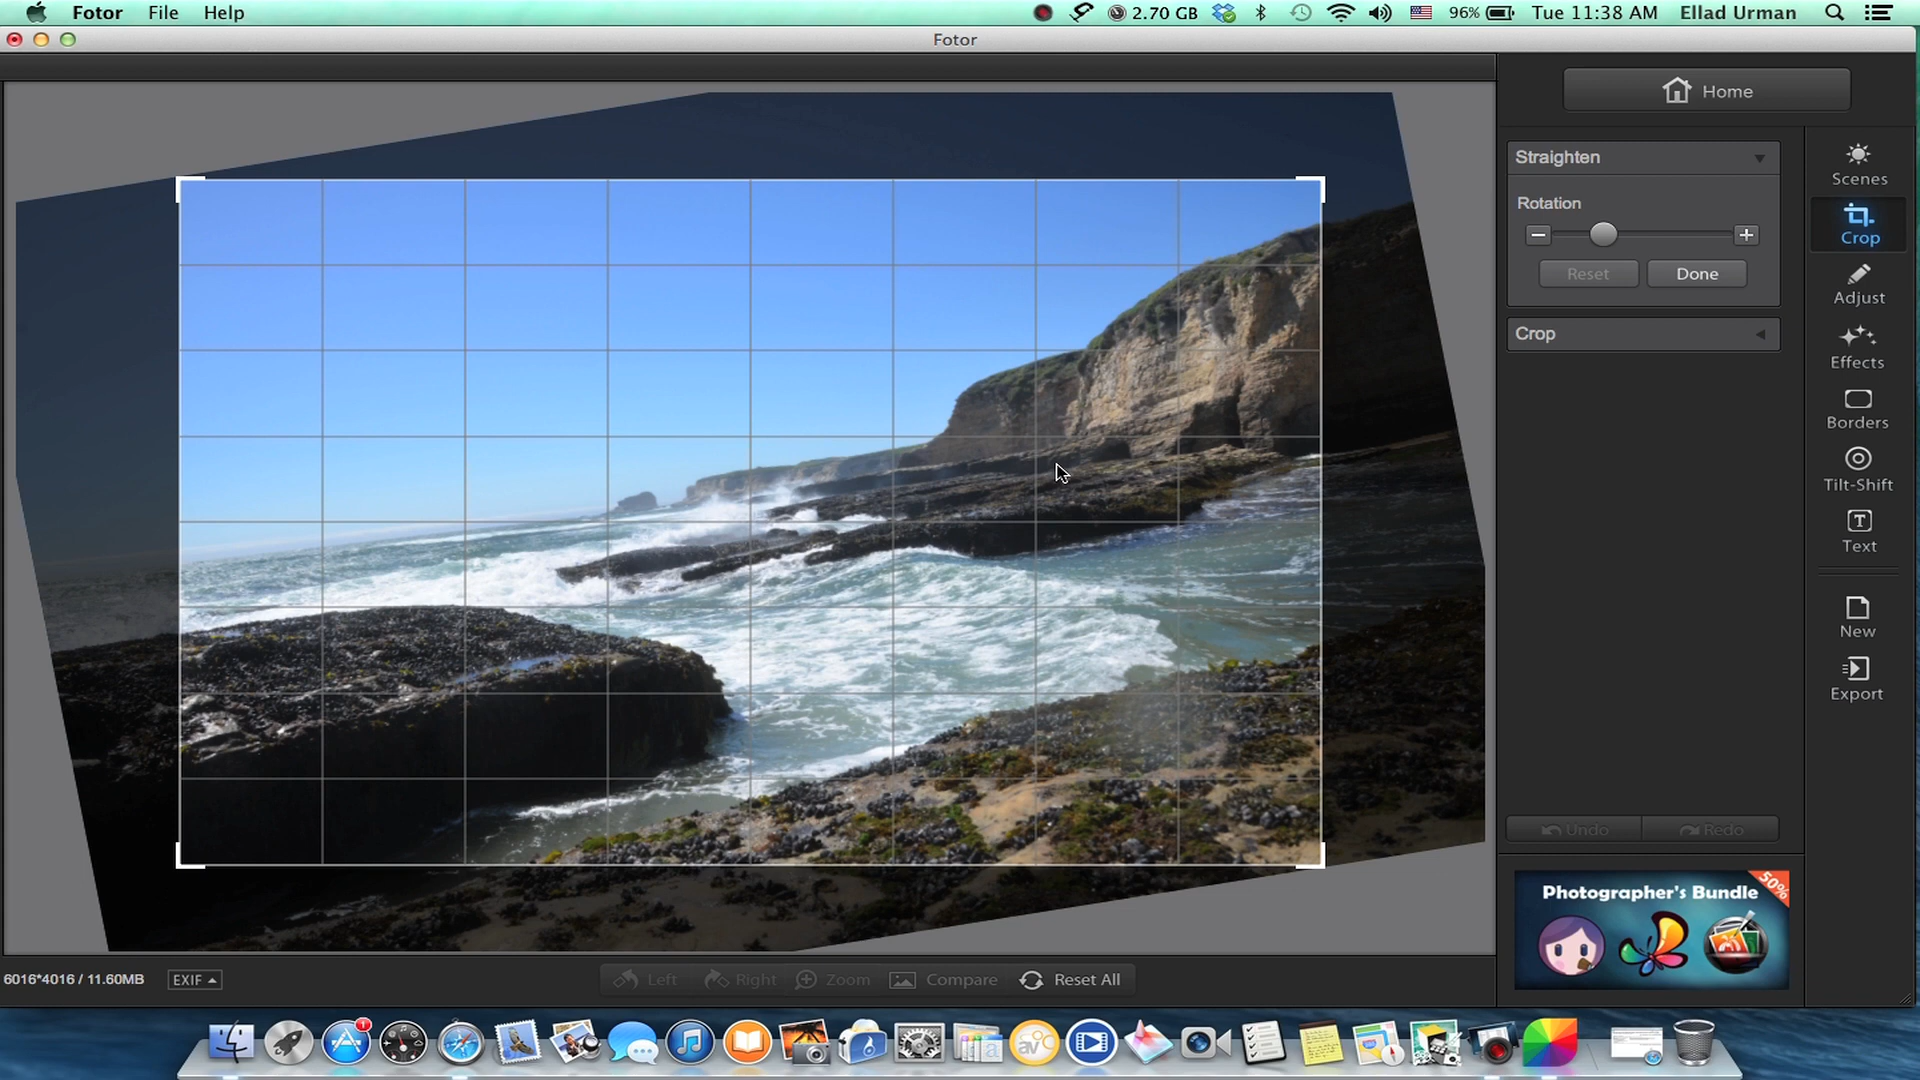 Fotor File Help 2.70 GB 96% Tue 11:38 AM Ellad Urman
Fotor
Home
Straighten
Rotation
Reset Done
Crop
Scenes
Crop
Adjust
Effects
Borders
Tilt-Shift
T
Text
New
Export
Undo Redo
Photographer's Bundle
50%
6016*4016 / 11.60MB EXIF Left Right Zoom Compare Reset All
1